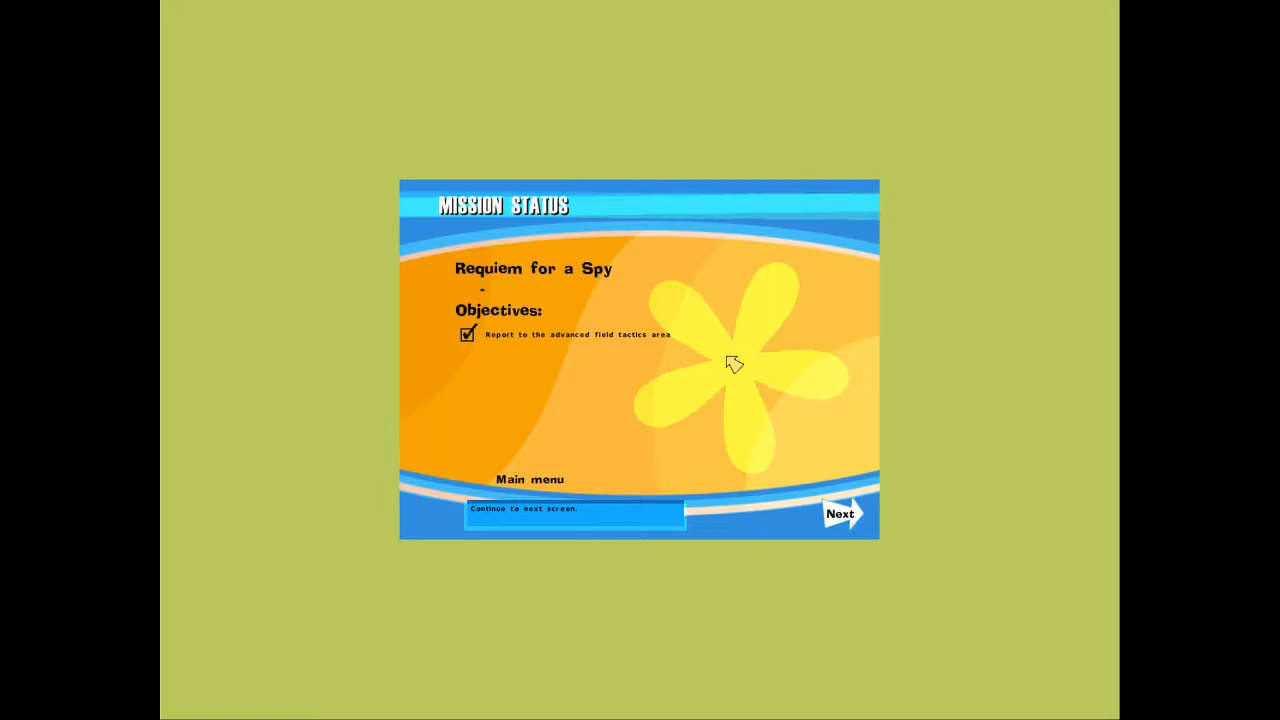 MISSION STATUS
Requiem for a Spy
-
Objectives:
Report to the advanced field tactics area
Main menu
Continue to next screen.
Next